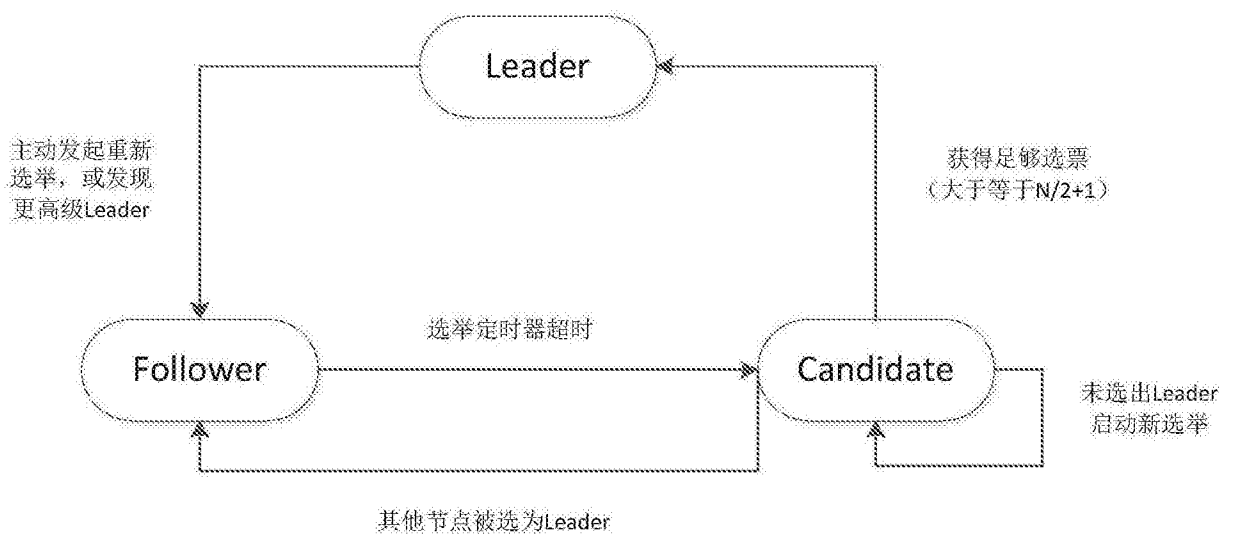 Leader
主动发起重新
选举，或发现
更高级Leader
获得足够选票
（大于等于N/2+1）
选举定时器超时
Follower
Candidate
未选出Leader
启动新选举
其他节点被选为Leader